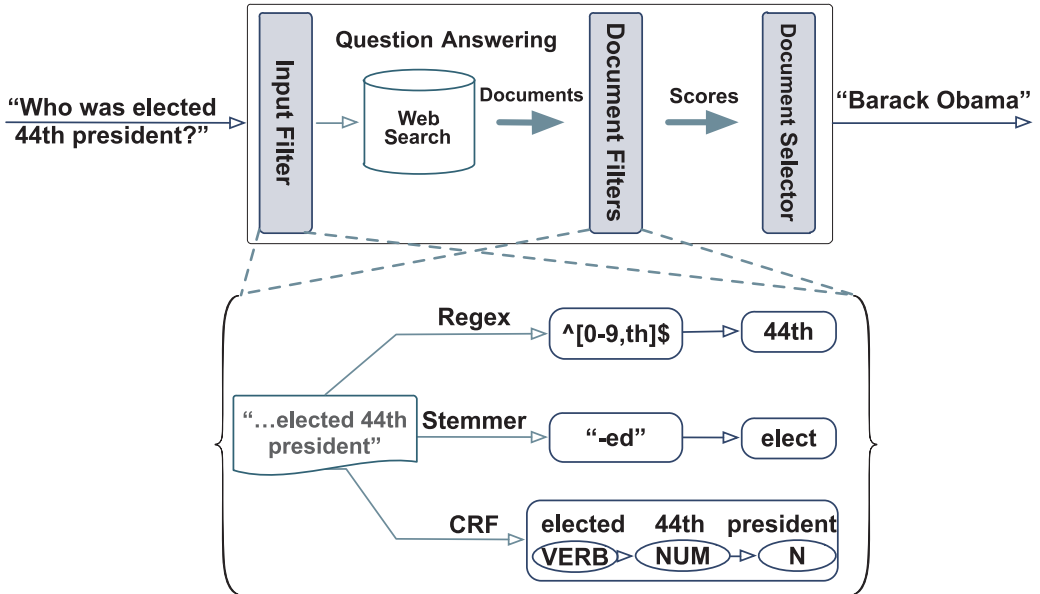 Question Answering
“Who was elected
44th president?”
Input Filter
Web
Search
Documents
Document Filters
Scores
Document Selector
“Barack Obama”
Regex
^[0-9,th]$
44th
“...elected 44th
president”
Stemmer
“-ed”
elect
CRF
elected 44th president
VERB NUM N